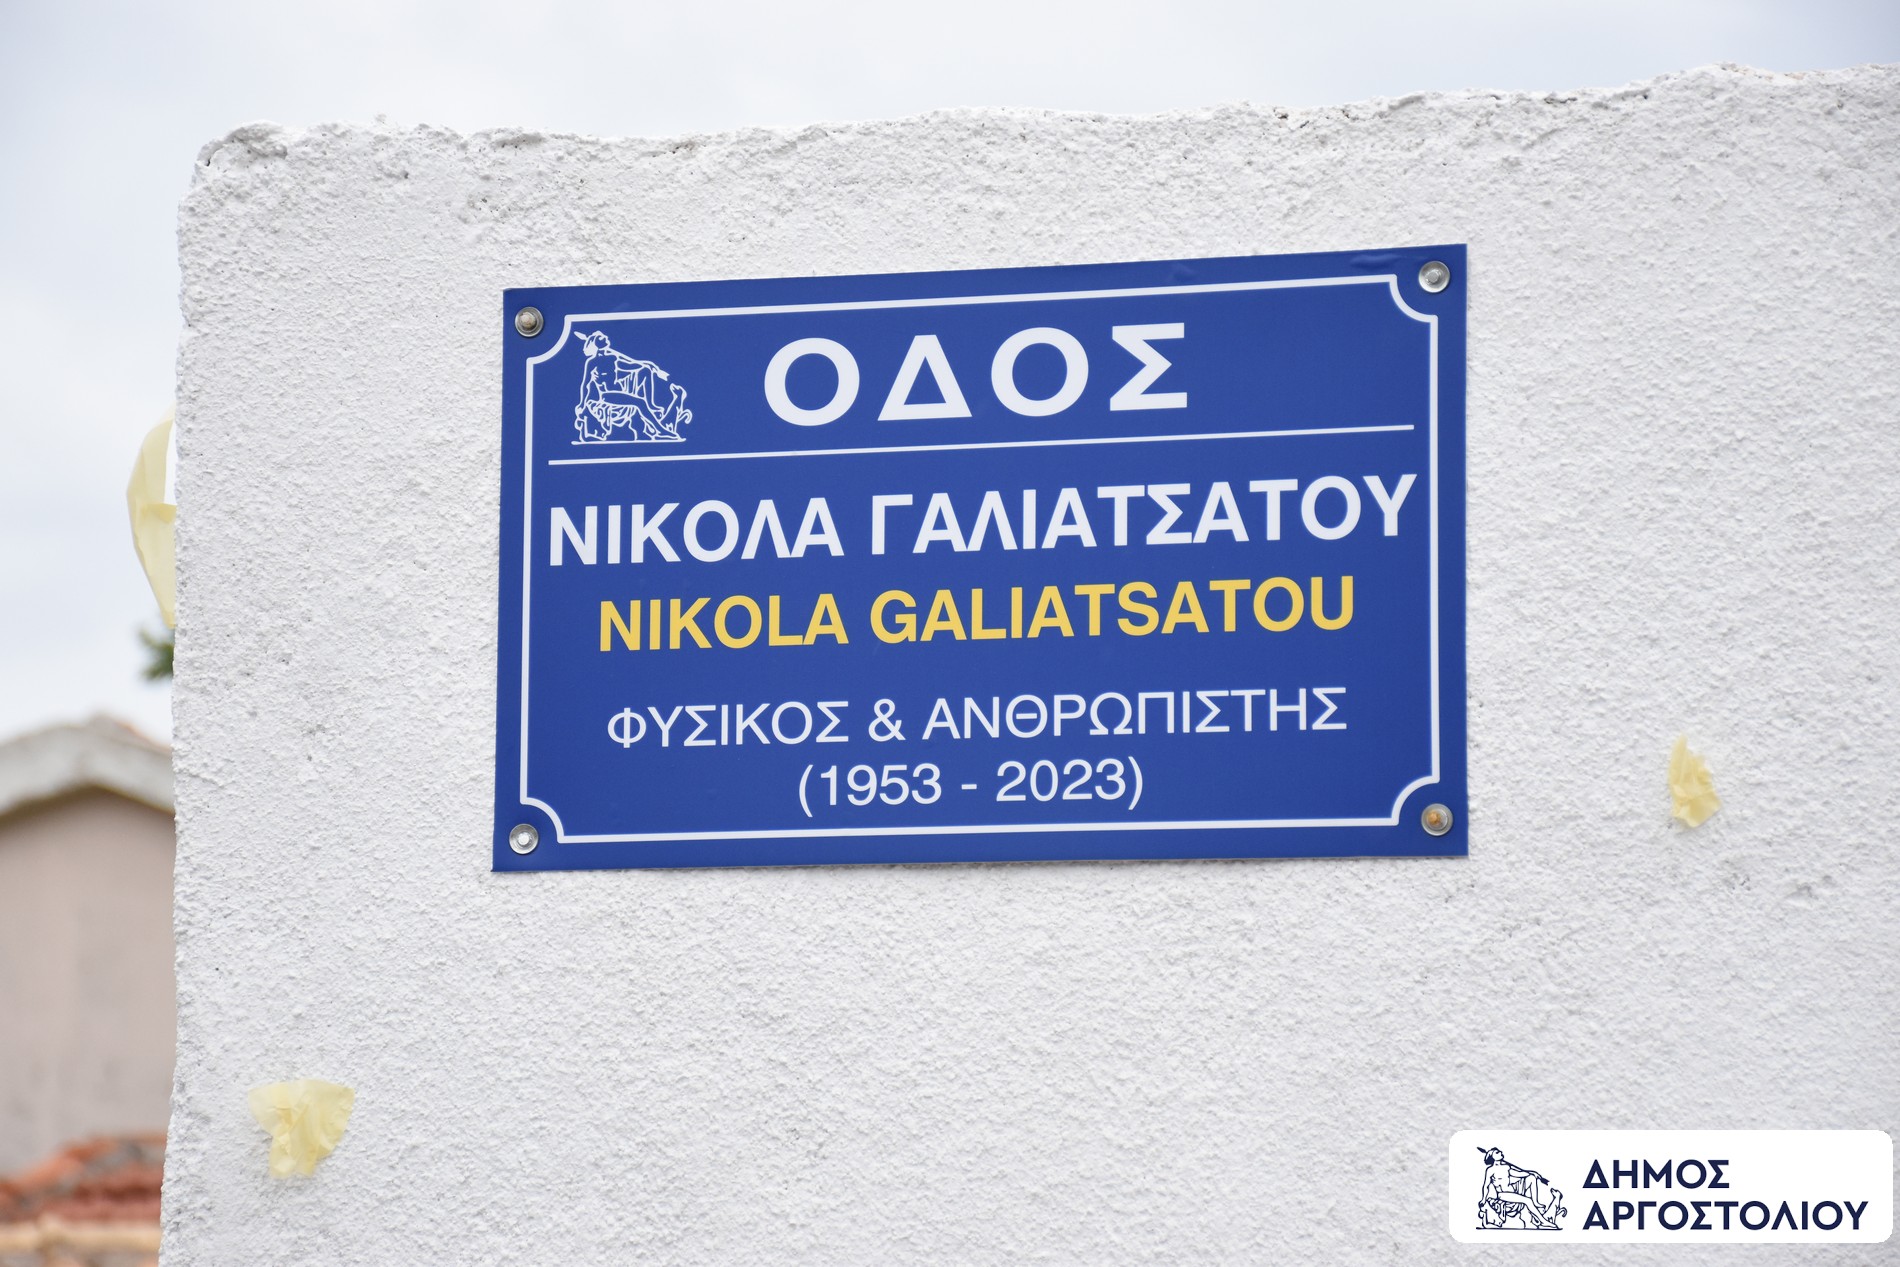 ΟΔΟΣ
ΝΙΚΟΛΑ ΓΑΛΙΑΤΣΑΤΟΥ
NIKOLA GALIATSATOU
ΦΥΣΙΚΟΣ & ΑΝΘΡΩΠΙΣΤΗΣ
(1953 - 2023)
ΔΗΜΟΣ
ΑΡΓΟΣΤΟΛΙΟΥ